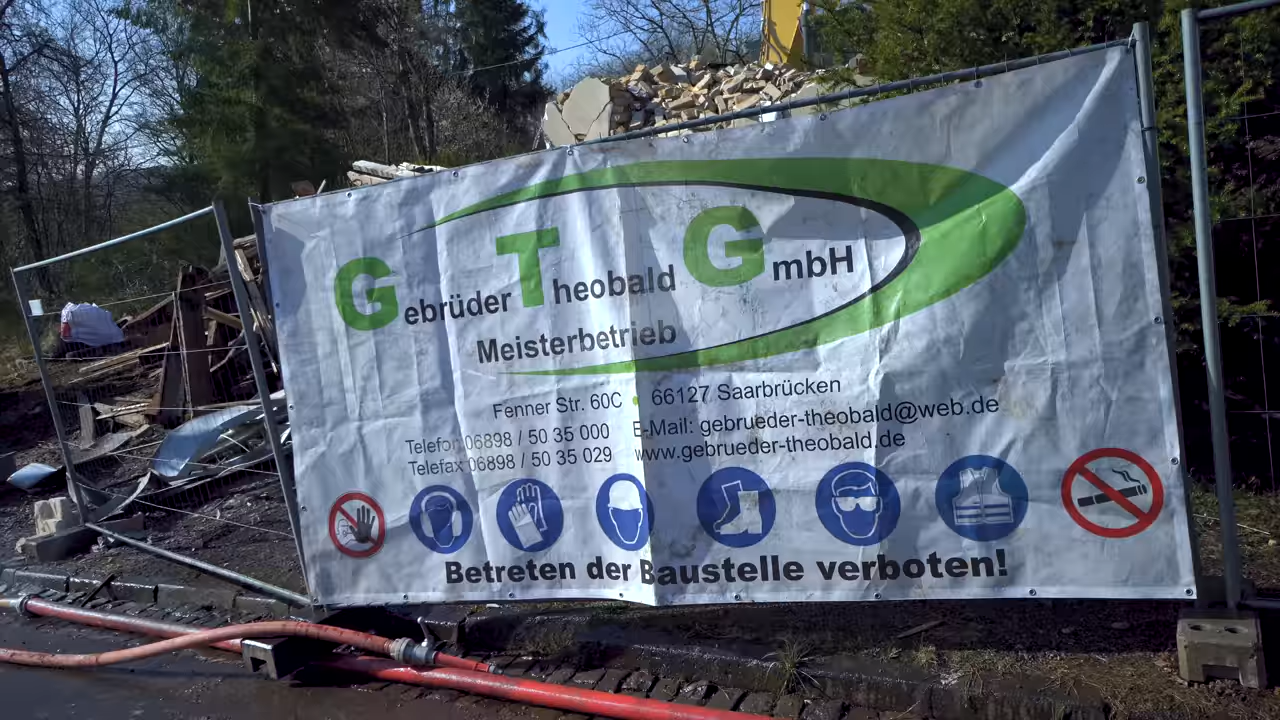 Gebrüder Theobald GmbH
Meisterbetrieb
Fenner Str. 60C • 66127 Saarbrücken
Telefon 06898 / 50 35 000 E-Mail: gebrueder-theobald@web.de
Telefax 06898 / 50 35 029 www.gebrueder-theobald.de
Betreten der Baustelle verboten!